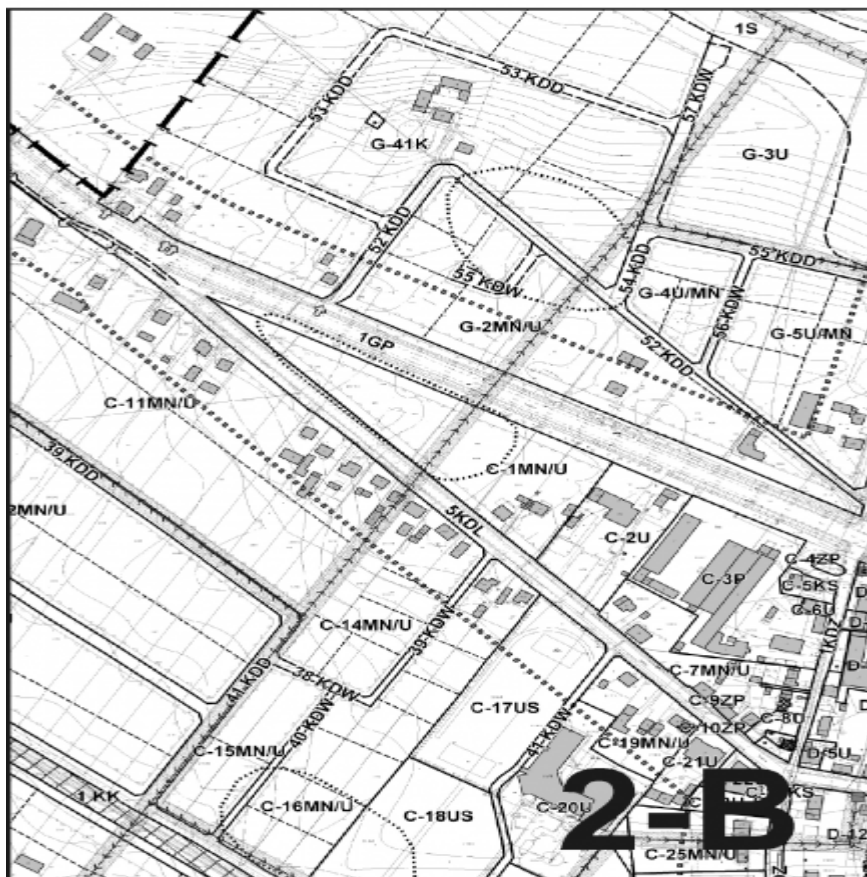 1S
53 KDD
53 KDD
57 KDW
G-41K
G-3U
52 KDD
55 KDD
54 KDD
55 KDW
G-4U/MN
56 KDW
G-2MN/U
G-5U/MN
1GP
52 KDD
C-11MN/U
39 KDD
C-1MN/U
2MN/U
5KDL
C-2U
C-4ZP
C-3P
C-5KS
C-6U
C-14MN/U
39 KDW
C-7MN/U
38 KDW
41 KDD
C-9ZP
C-17US
40 KDW
C-10ZP
C-8U
41 KDW
C-19MN/U
D-5U
C-15MN/U
C-21U
1 KK
C-16MN/U
C-20U
C-18US
2-B
D-12
C-25MN/U